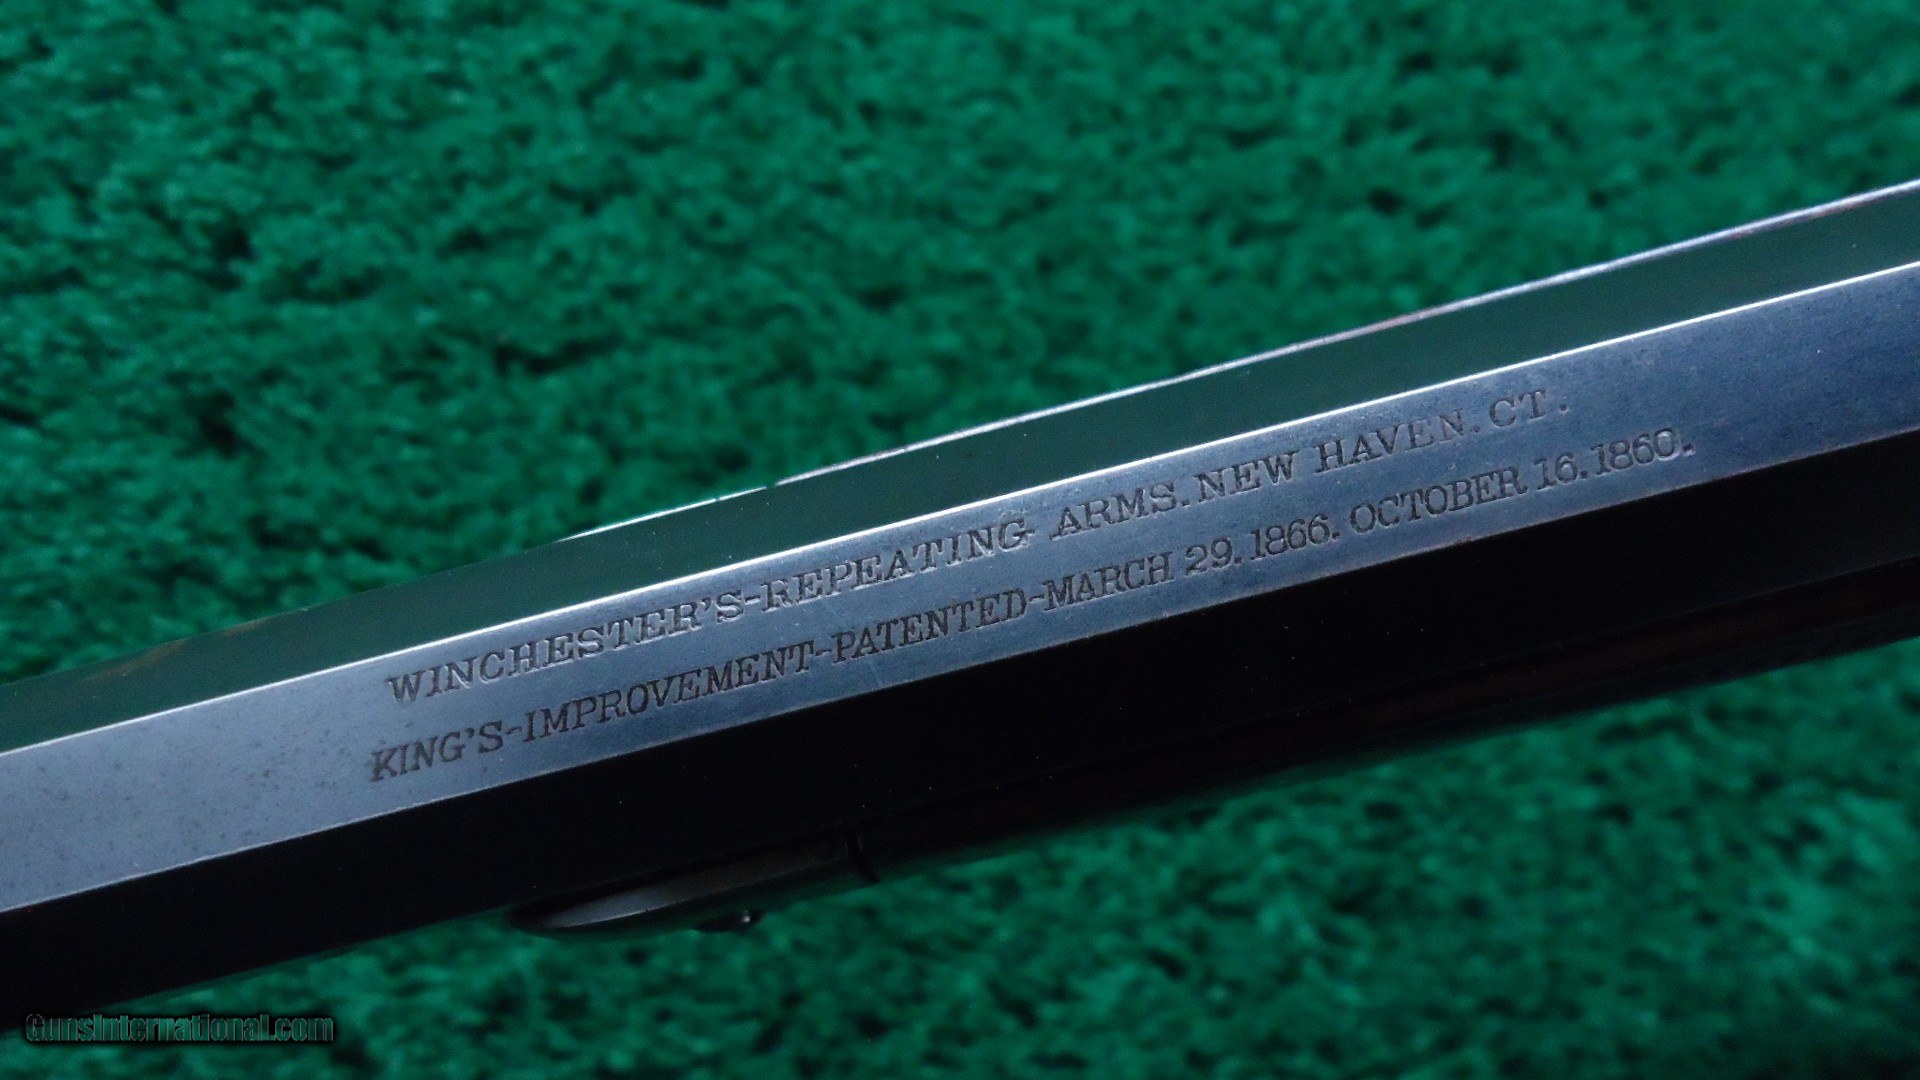 WINCHESTER'S-REPEATING ARMS. NEW HAVEN. CT.
KING'S-IMPROVEMENT-PATENTED-MARCH 29. 1866. OCTOBER 16. 1860.
GunsInternational.com